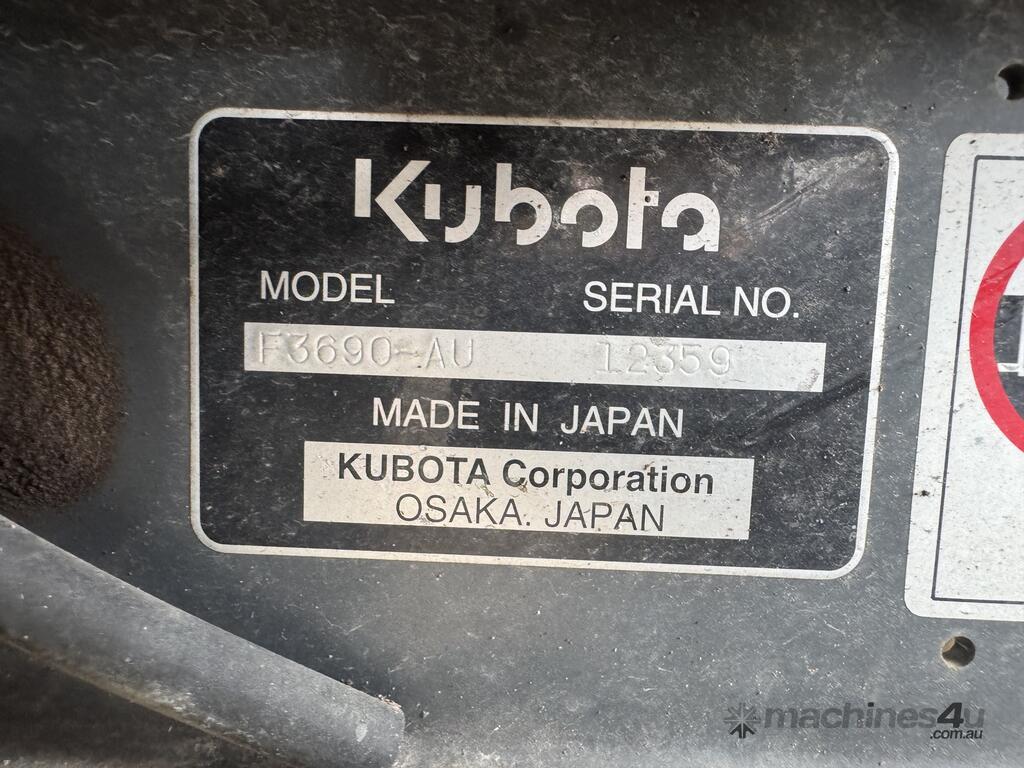 Kubota
MODEL SERIAL NO.
F3690-AU 12359
MADE IN JAPAN
KUBOTA Corporation
OSAKA. JAPAN
machines4u
.com.au